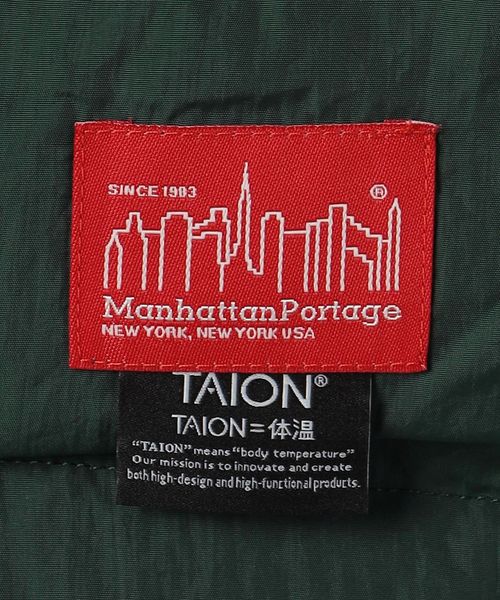 SINCE 1983
®
ManhattanPortage
NEW YORK, NEW YORK USA
TAION®
TAION=体温
"TAION" means "body temperature"
Our mission is to innovate and create
both high-design and high-functional products.